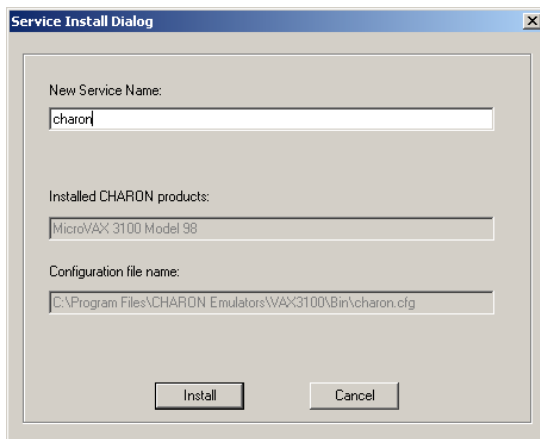 Service Install Dialog
New Service Name:
charon
Installed CHARON products:
MicroVAX 3100 Model 98
Configuration file name:
C:\Program Files\CHARON Emulators\VAX3100\Bin\charon.cfg
Install Cancel